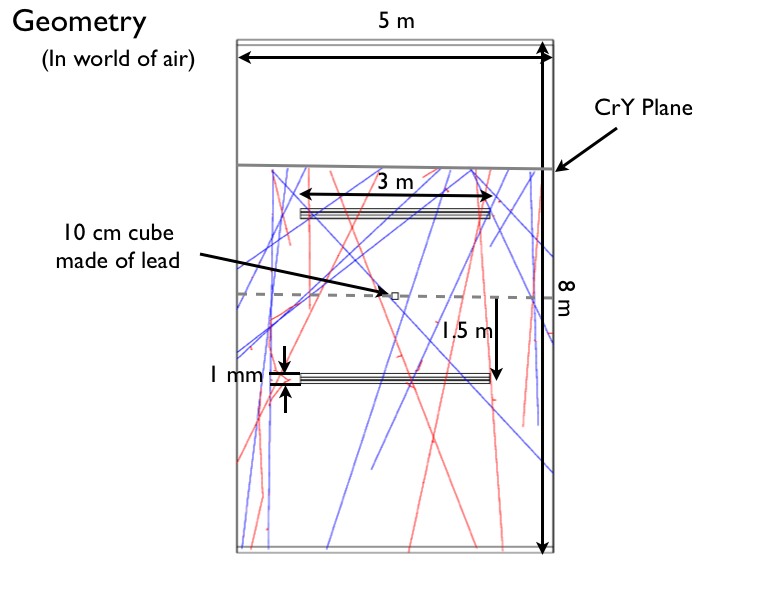 Geometry
5 m
(In world of air)
CrY Plane
3 m
10 cm cube
made of lead
8 m
1.5 m
1 mm